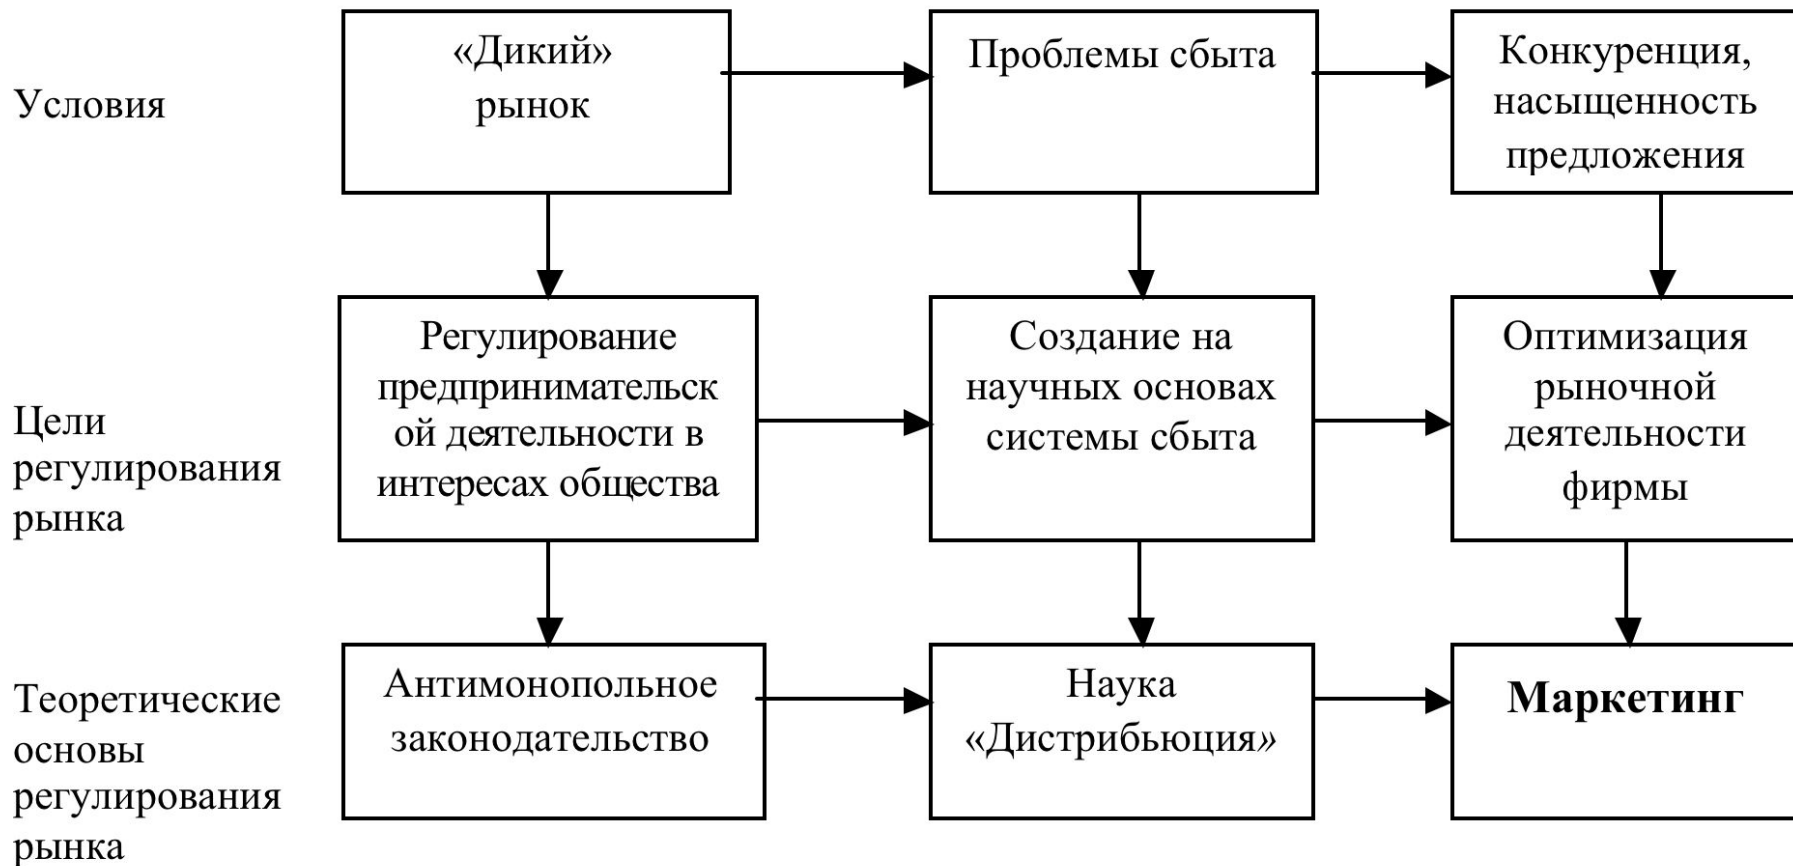 Условия
«Дикий»
рынок
Проблемы сбыта
Конкуренция,
насыщенность
предложения
Цели
регулирования
рынка
Регулирование
предпринимательск
ой деятельности в
интересах общества
Создание на
научных основах
системы сбыта
Оптимизация
рыночной
деятельности
фирмы
Теоретические
основы
регулирования
рынка
Антимонопольное
законодательство
Наука
«Дистрибьюция»
Маркетинг